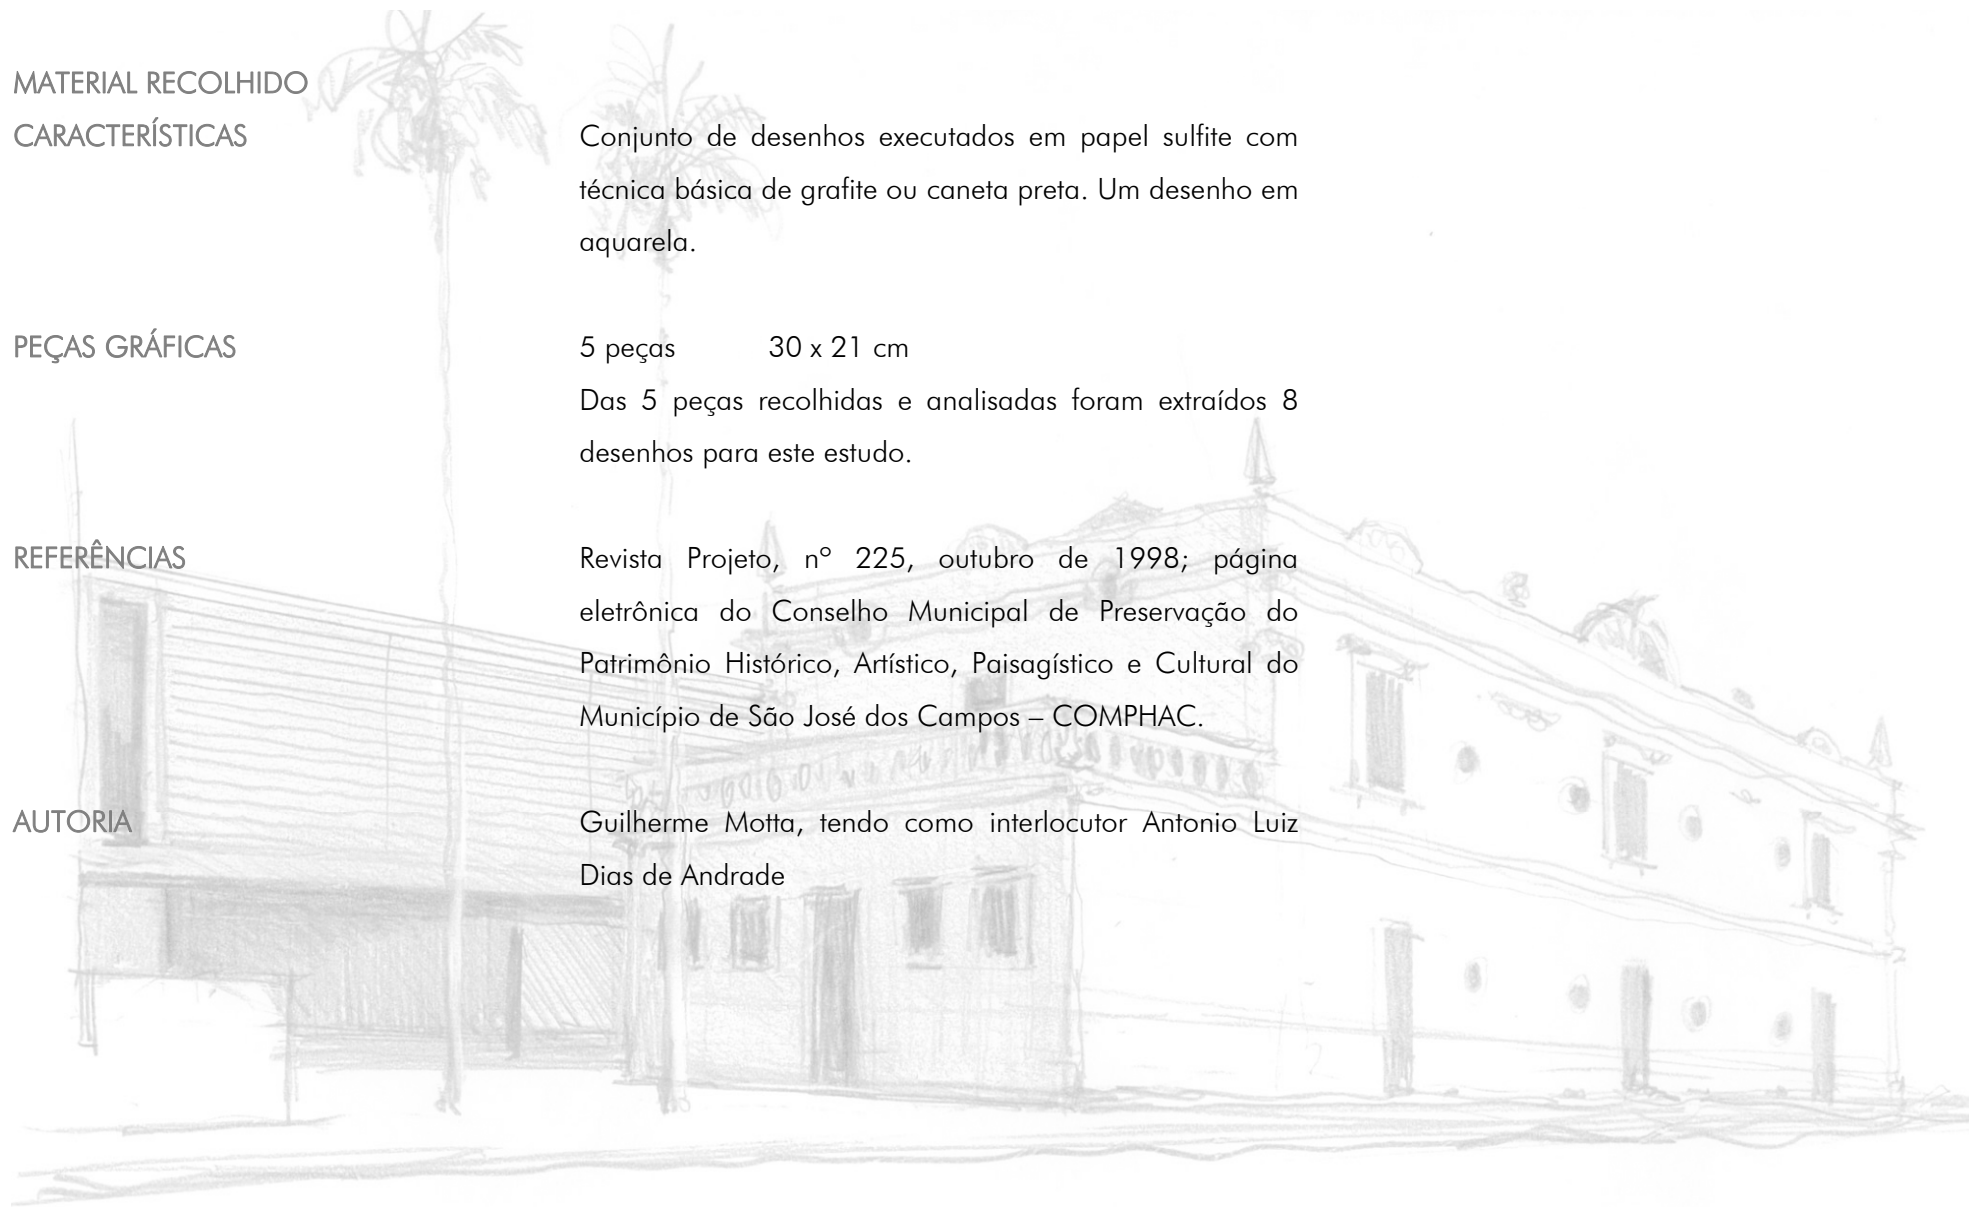 MATERIAL RECOLHIDO
CARACTERÍSTICAS
Conjunto de desenhos executados em papel sulfite com
técnica básica de grafite ou caneta preta. Um desenho em
aquarela.
PEÇAS GRÁFICAS
5 peças 30 x 21 cm
Das 5 peças recolhidas e analisadas foram extraídos 8
desenhos para este estudo.
REFERÊNCIAS
Revista Projeto, nº 225, outubro de 1998; página
eletrônica do Conselho Municipal de Preservação do
Patrimônio Histórico, Artístico, Paisagístico e Cultural do
Município de São José dos Campos – COMPHAC.
AUTORIA
Guilherme Motta, tendo como interlocutor Antonio Luiz
Dias de Andrade